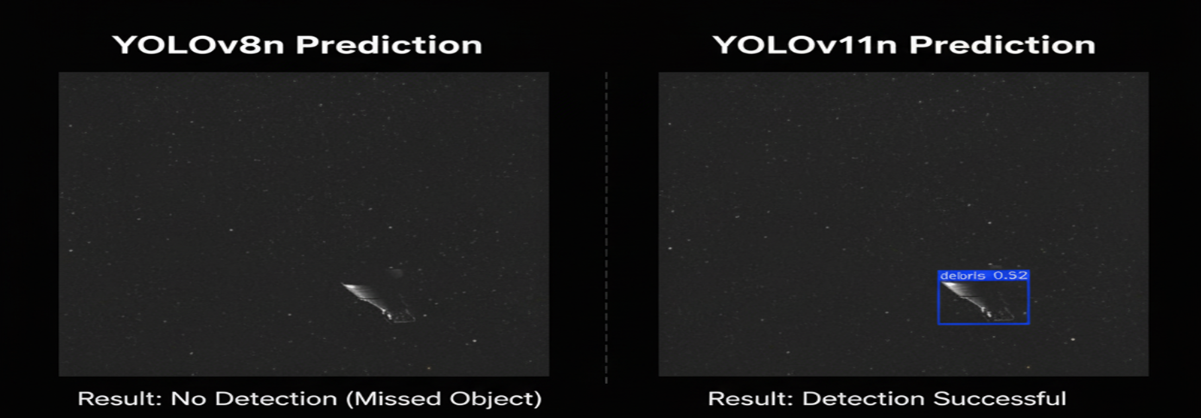 YOLOv8n Prediction
YOLOv11n Prediction
debris 0.52
Result: No Detection (Missed Object)
Result: Detection Successful